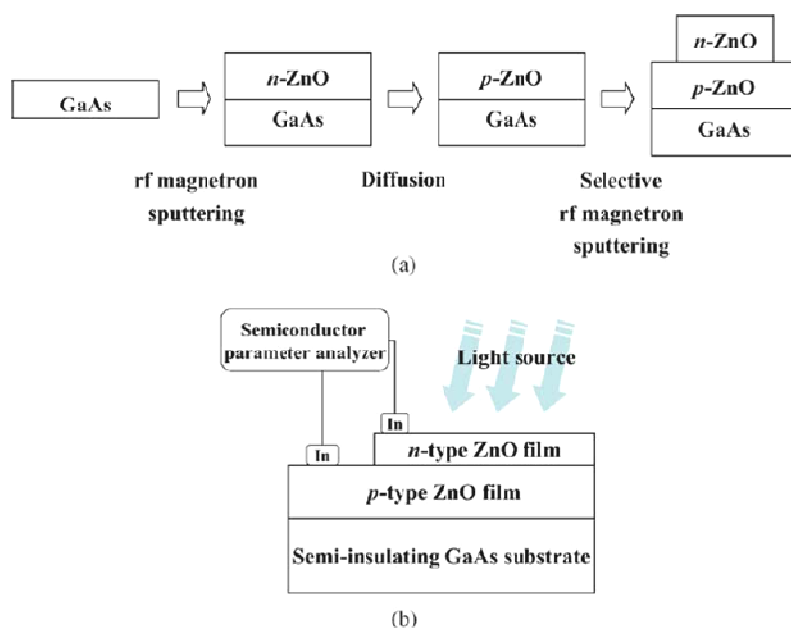 GaAs
n-ZnO
GaAs
p-ZnO
GaAs
n-ZnO
p-ZnO
GaAs
rf magnetron
sputtering
Diffusion
Selective
rf magnetron
sputtering
(a)
Semiconductor
parameter analyzer
Light source
In
In
n-type ZnO film
p-type ZnO film
Semi-insulating GaAs substrate
(b)